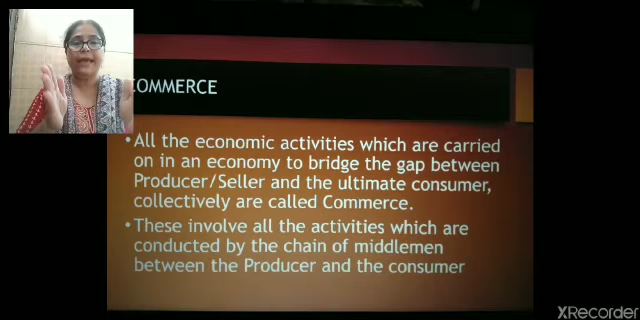 COMMERCE
• All the economic activities which are carried
on in an economy to bridge the gap between
Producer/Seller and the ultimate consumer,
collectively are called Commerce.
• These involve all the activities which are
conducted by the chain of middlemen
between the Producer and the consumer
XRecorder